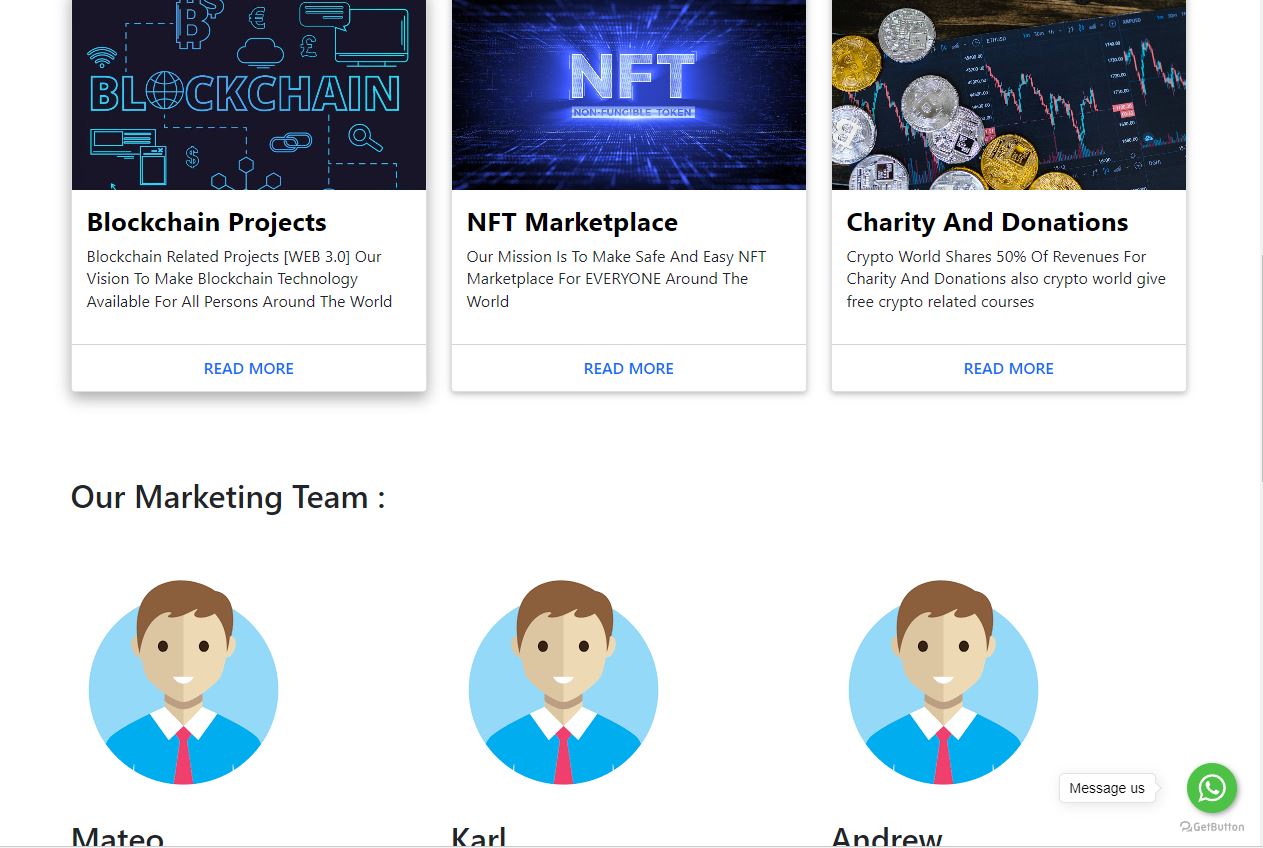 BLOCKCHAIN
NFT
NON-FUNGIBLE TOKEN
Blockchain Projects
Blockchain Related Projects [WEB 3.0] Our
Vision To Make Blockchain Technology
Available For All Persons Around The World
READ MORE
NFT Marketplace
Our Mission Is To Make Safe And Easy NFT
Marketplace For EVERYONE Around The
World
READ MORE
Charity And Donations
Crypto World Shares 50% Of Revenues For
Charity And Donations also crypto world give
free crypto related courses
READ MORE
Our Marketing Team :
Mateo
Karl
Andrew
Message us
GetButton